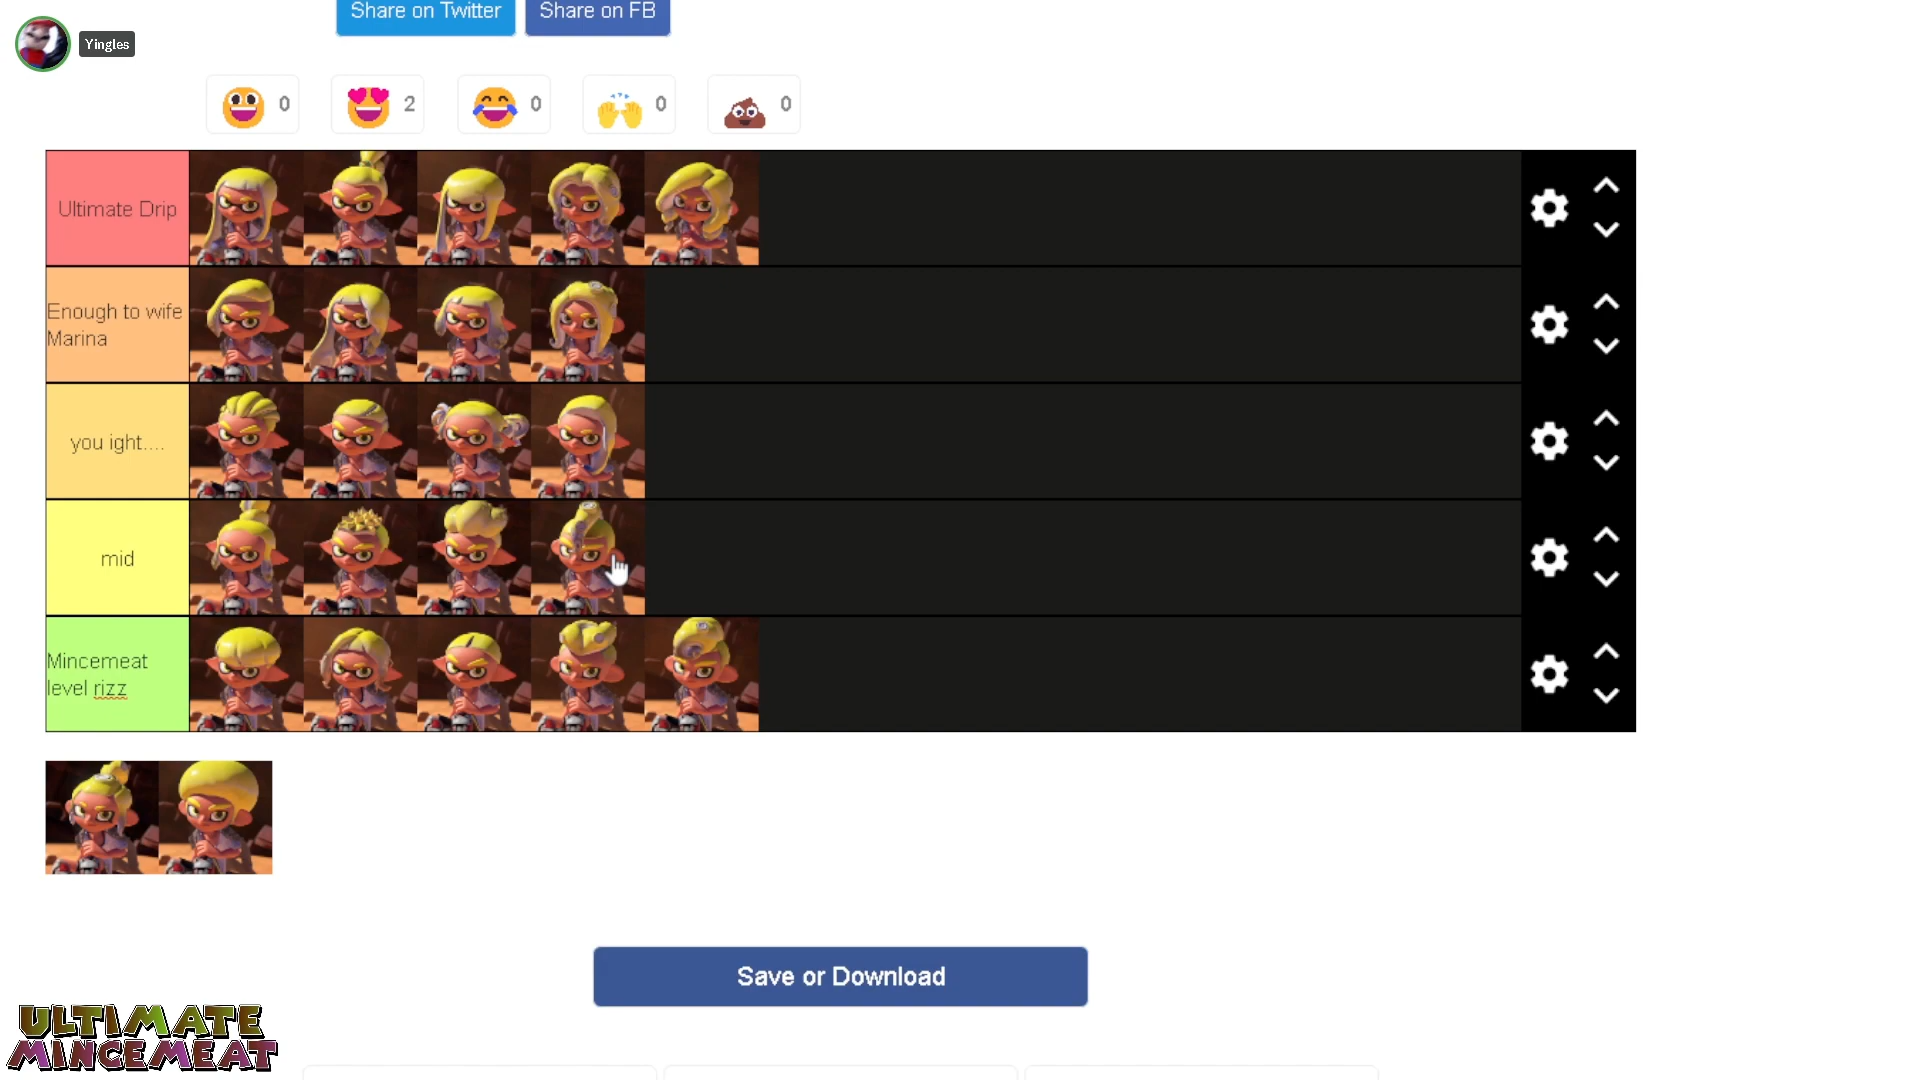 Share on Twitter
Share on FB
Yingles
0
2
0
0
0
Ultimate Drip
Enough to wife
Marina
you ight....
mid
Mincemeat
level rizz
Save or Download
ULTIMATE
MINCEMEAT